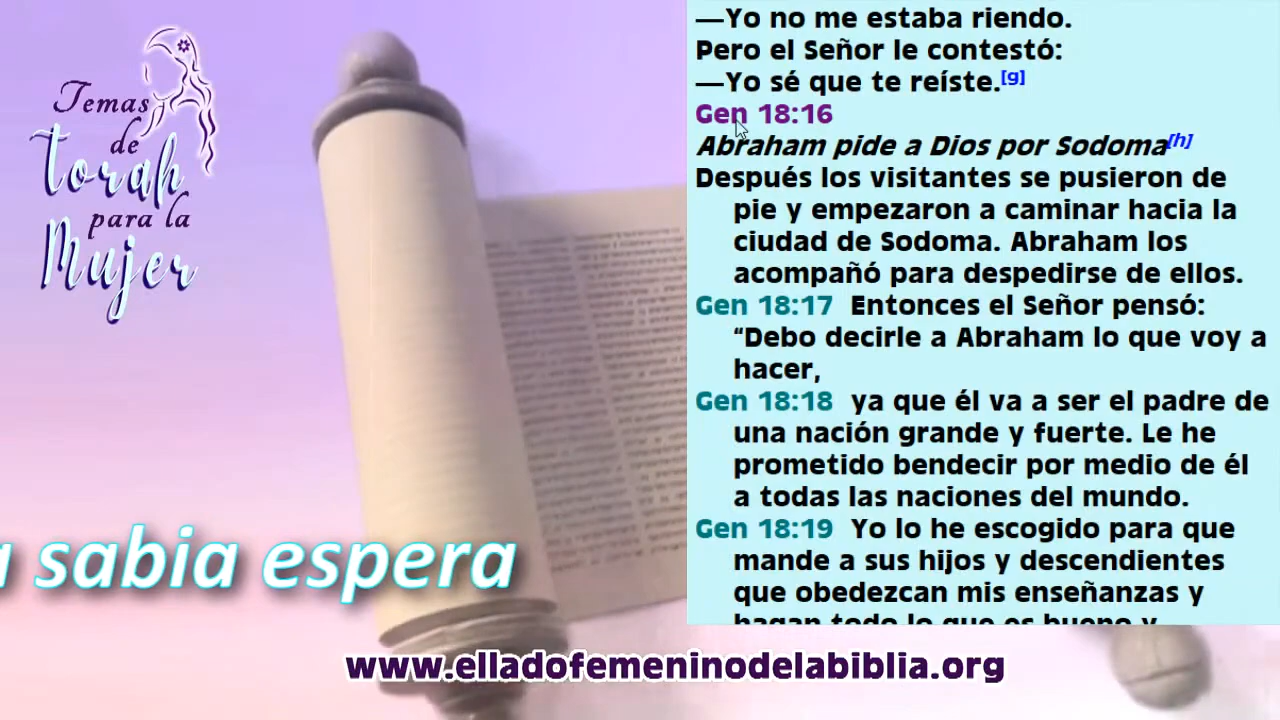 Temas
de
torah
para la
Mujer
—Yo no me estaba riendo.
Pero el Señor le contestó:
—Yo sé que te reíste.[g]
Gen 18:16
Abraham pide a Dios por Sodoma[h]
Después los visitantes se pusieron de
pie y empezaron a caminar hacia la
ciudad de Sodoma. Abraham los
acompañó para despedirse de ellos.
Gen 18:17 Entonces el Señor pensó:
“Debo decirle a Abraham lo que voy a
hacer,
Gen 18:18 ya que él va a ser el padre de
una nación grande y fuerte. Le he
prometido bendecir por medio de él
a todas las naciones del mundo.
Gen 18:19 Yo lo he escogido para que
mande a sus hijos y descendientes
que obedezcan mis enseñanzas y
hagan todo lo que es bueno y
a sabia espera
www.elladofemeninodelabiblia.org